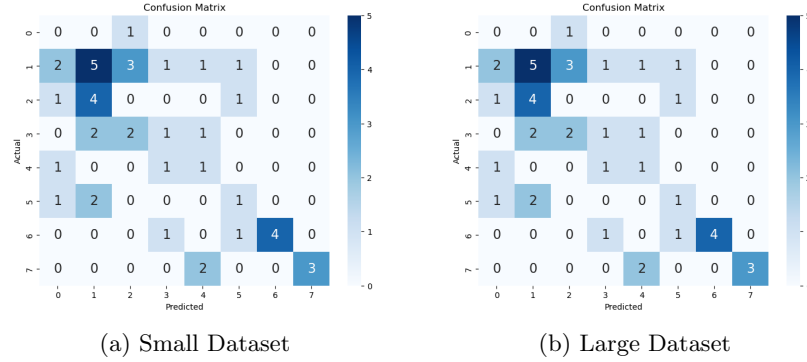 Confusion Matrix
0 0 0 1 0 0 0 0 0
1 2 5 3 1 1 1 0 0
2 1 4 0 0 0 1 0 0
3 0 2 2 1 1 0 0 0
4 1 0 0 1 1 0 0 0
5 1 2 0 0 0 1 0 0
6 0 0 0 1 0 1 4 0
7 0 0 0 0 2 0 0 3
0 1 2 3 4 5 6 7
Actual
Predicted
5
4
3
2
1
0
(a) Small Dataset
Confusion Matrix
0 0 0 1 0 0 0 0 0
1 2 5 3 1 1 1 0 0
2 1 4 0 0 0 1 0 0
3 0 2 2 1 1 0 0 0
4 1 0 0 1 1 0 0 0
5 1 2 0 0 0 1 0 0
6 0 0 0 1 0 1 4 0
7 0 0 0 0 2 0 0 3
0 1 2 3 4 5 6 7
Actual
Predicted
(b) Large Dataset